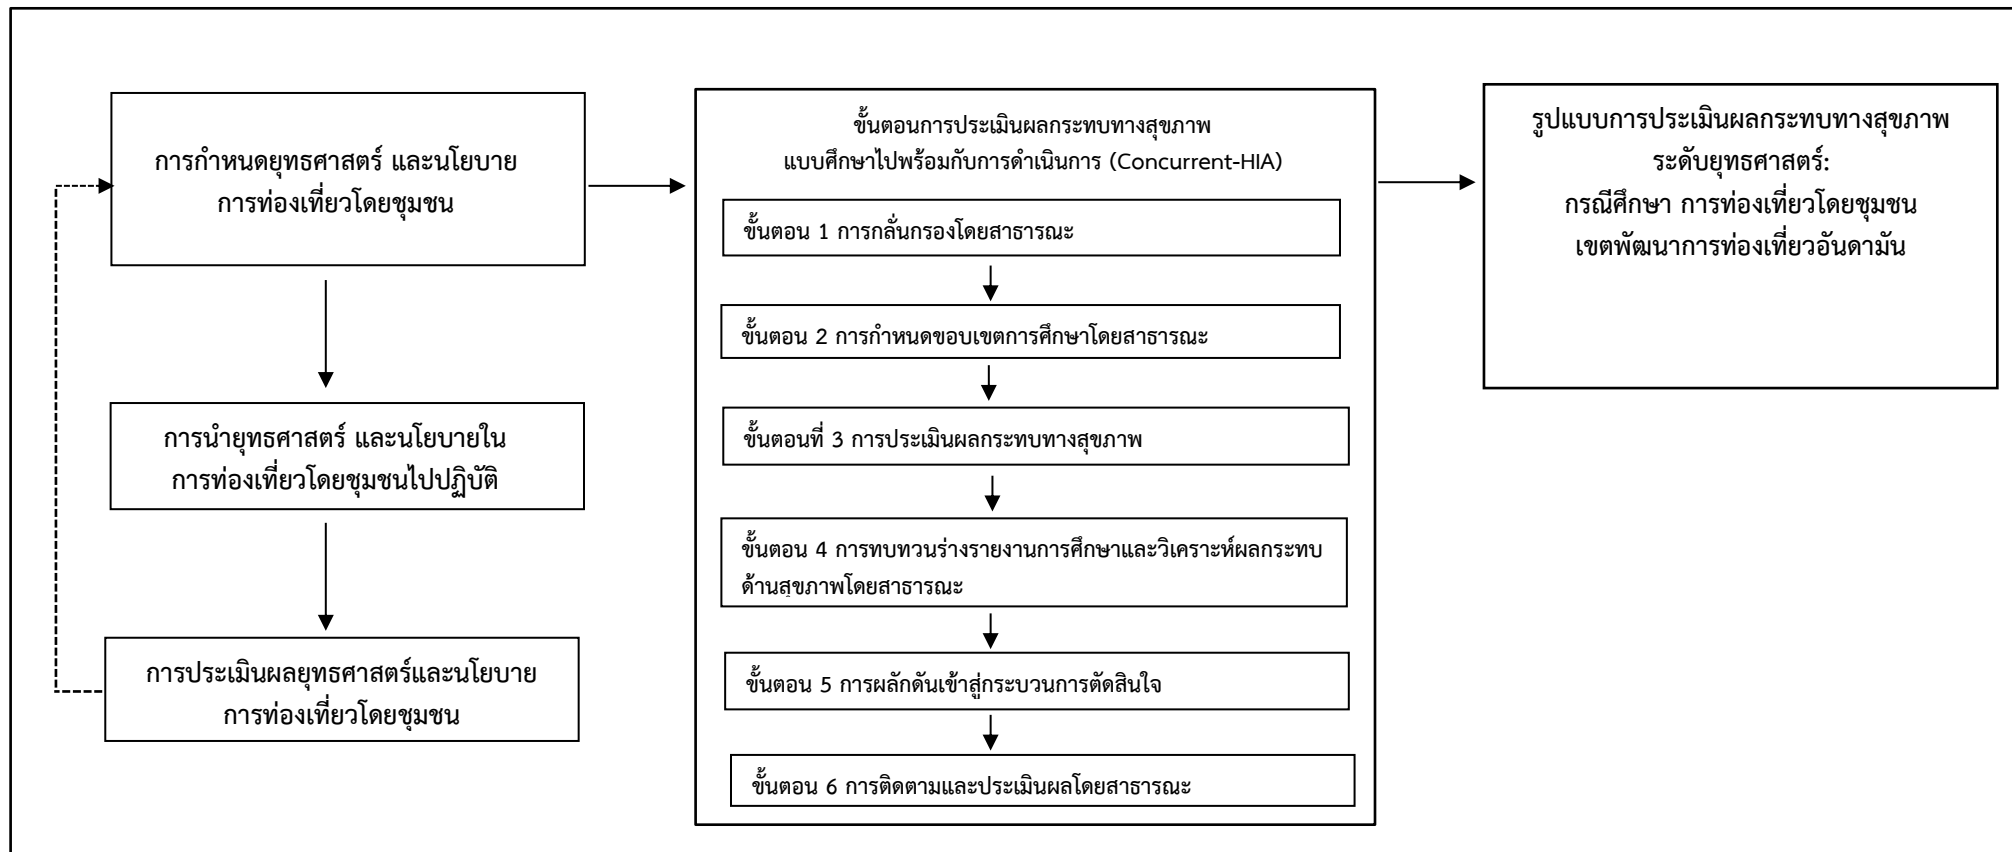 การกำหนดยุทธศาสตร์ และนโยบาย
การท่องเที่ยวโดยชุมชน
การนำยุทธศาสตร์ และนโยบายใน
การท่องเที่ยวโดยชุมชนไปปฏิบัติ
การประเมินผลยุทธศาสตร์และนโยบาย
การท่องเที่ยวโดยชุมชน
ขั้นตอนการประเมินผลกระทบทางสุขภาพ
แบบศึกษาไปพร้อมกับการดำเนินการ (Concurrent-HIA)
ขั้นตอน 1 การกลั่นกรองโดยสาธารณะ
ขั้นตอน 2 การกำหนดขอบเขตการศึกษาโดยสาธารณะ
ขั้นตอนที่ 3 การประเมินผลกระทบทางสุขภาพ
ขั้นตอน 4 การทบทวนร่างรายงานการศึกษาและวิเคราะห์ผลกระทบ
ด้านสุขภาพโดยสาธารณะ
ขั้นตอน 5 การผลักดันเข้าสู่กระบวนการตัดสินใจ
ขั้นตอน 6 การติดตามและประเมินผลโดยสาธารณะ
รูปแบบการประเมินผลกระทบทางสุขภาพ
ระดับยุทธศาสตร์:
กรณีศึกษา การท่องเที่ยวโดยชุมชน
เขตพัฒนาการท่องเที่ยวอันดามัน